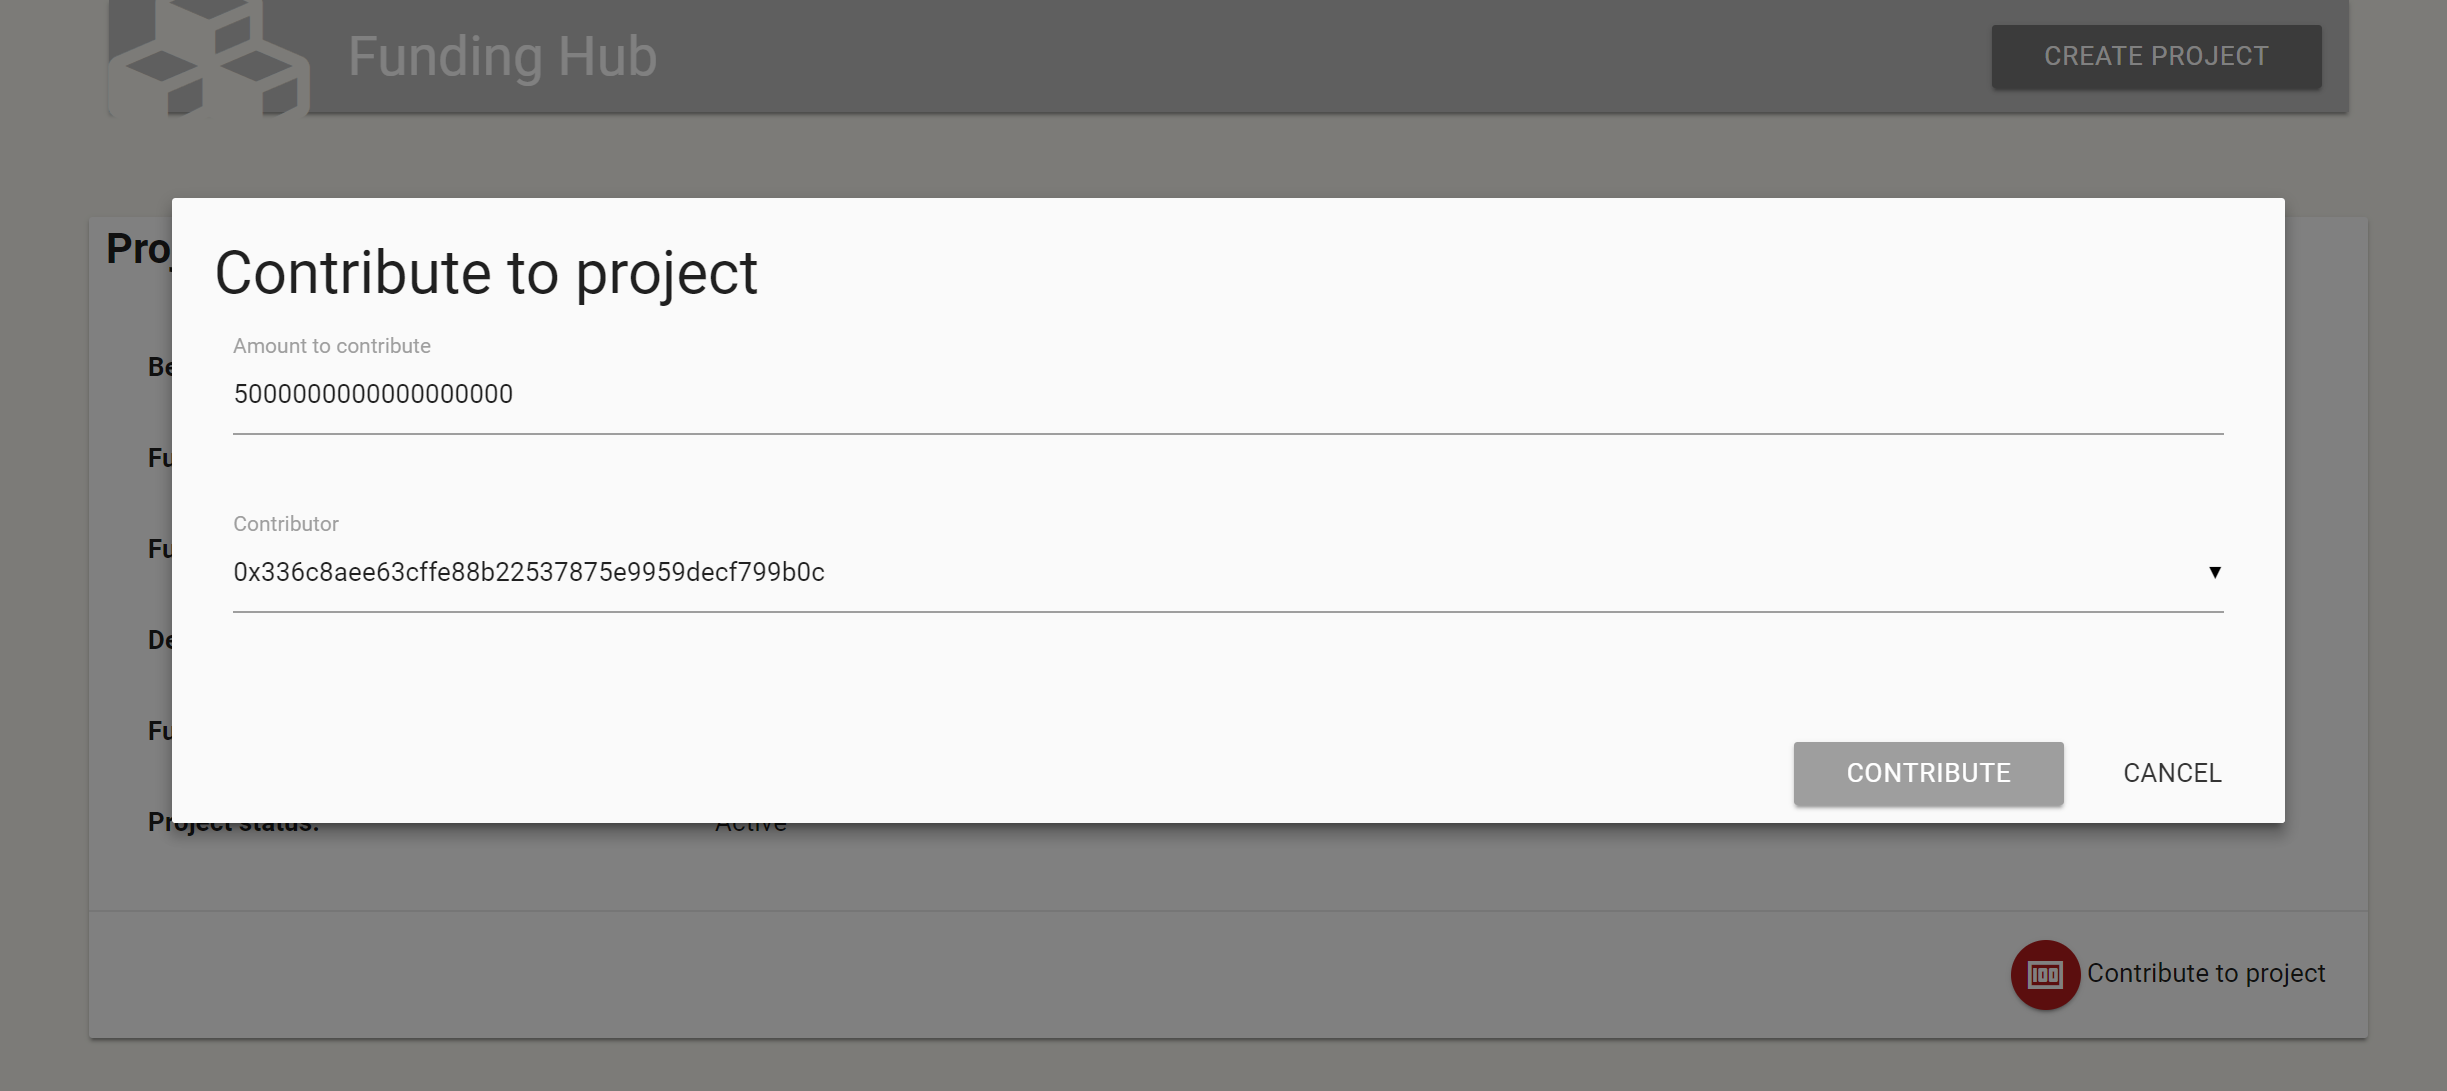 Funding Hub
CREATE PROJECT
Pro
Contribute to project
Amount to contribute
Be
5000000000000000000
Fu
Contributor
Fu
0x336c8aee63cffe88b22537875e9959decf799b0c
De
Fu
CONTRIBUTE
CANCEL
Project status:
Active
100
Contribute to project